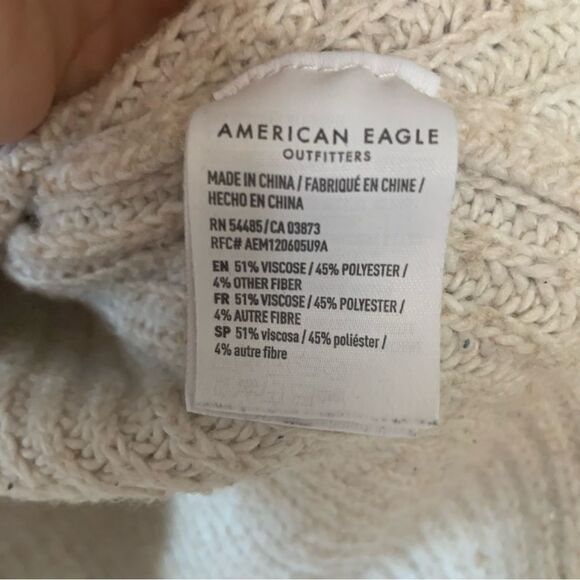 AMERICAN EAGLE
OUTFITTERS
MADE IN CHINA / FABRIQUÉ EN CHINE /
HECHO EN CHINA
RN 54485/CA 03873
RFC# AEM120605U9A
EN 51% VISCOSE / 45% POLYESTER /
4% OTHER FIBER
FR 51% VISCOSE / 45% POLYESTER /
4% AUTRE FIBRE
SP 51% viscosa / 45% poliéster /
4% autre fibre